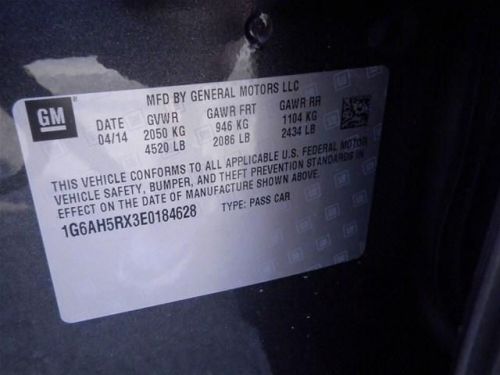 GM
MFD BY GENERAL MOTORS LLC
DATE GVWR GAWR FRT GAWR RR
04/14 2050 KG 946 KG 1104 KG
4520 LB 2086 LB 2434 LB
THIS VEHICLE CONFORMS TO ALL APPLICABLE U.S. FEDERAL MOTOR
VEHICLE SAFETY, BUMPER, AND THEFT PREVENTION STANDARDS IN
EFFECT ON THE DATE OF MANUFACTURE SHOWN ABOVE.
1G6AH5RX3E0184628 TYPE: PASS CAR